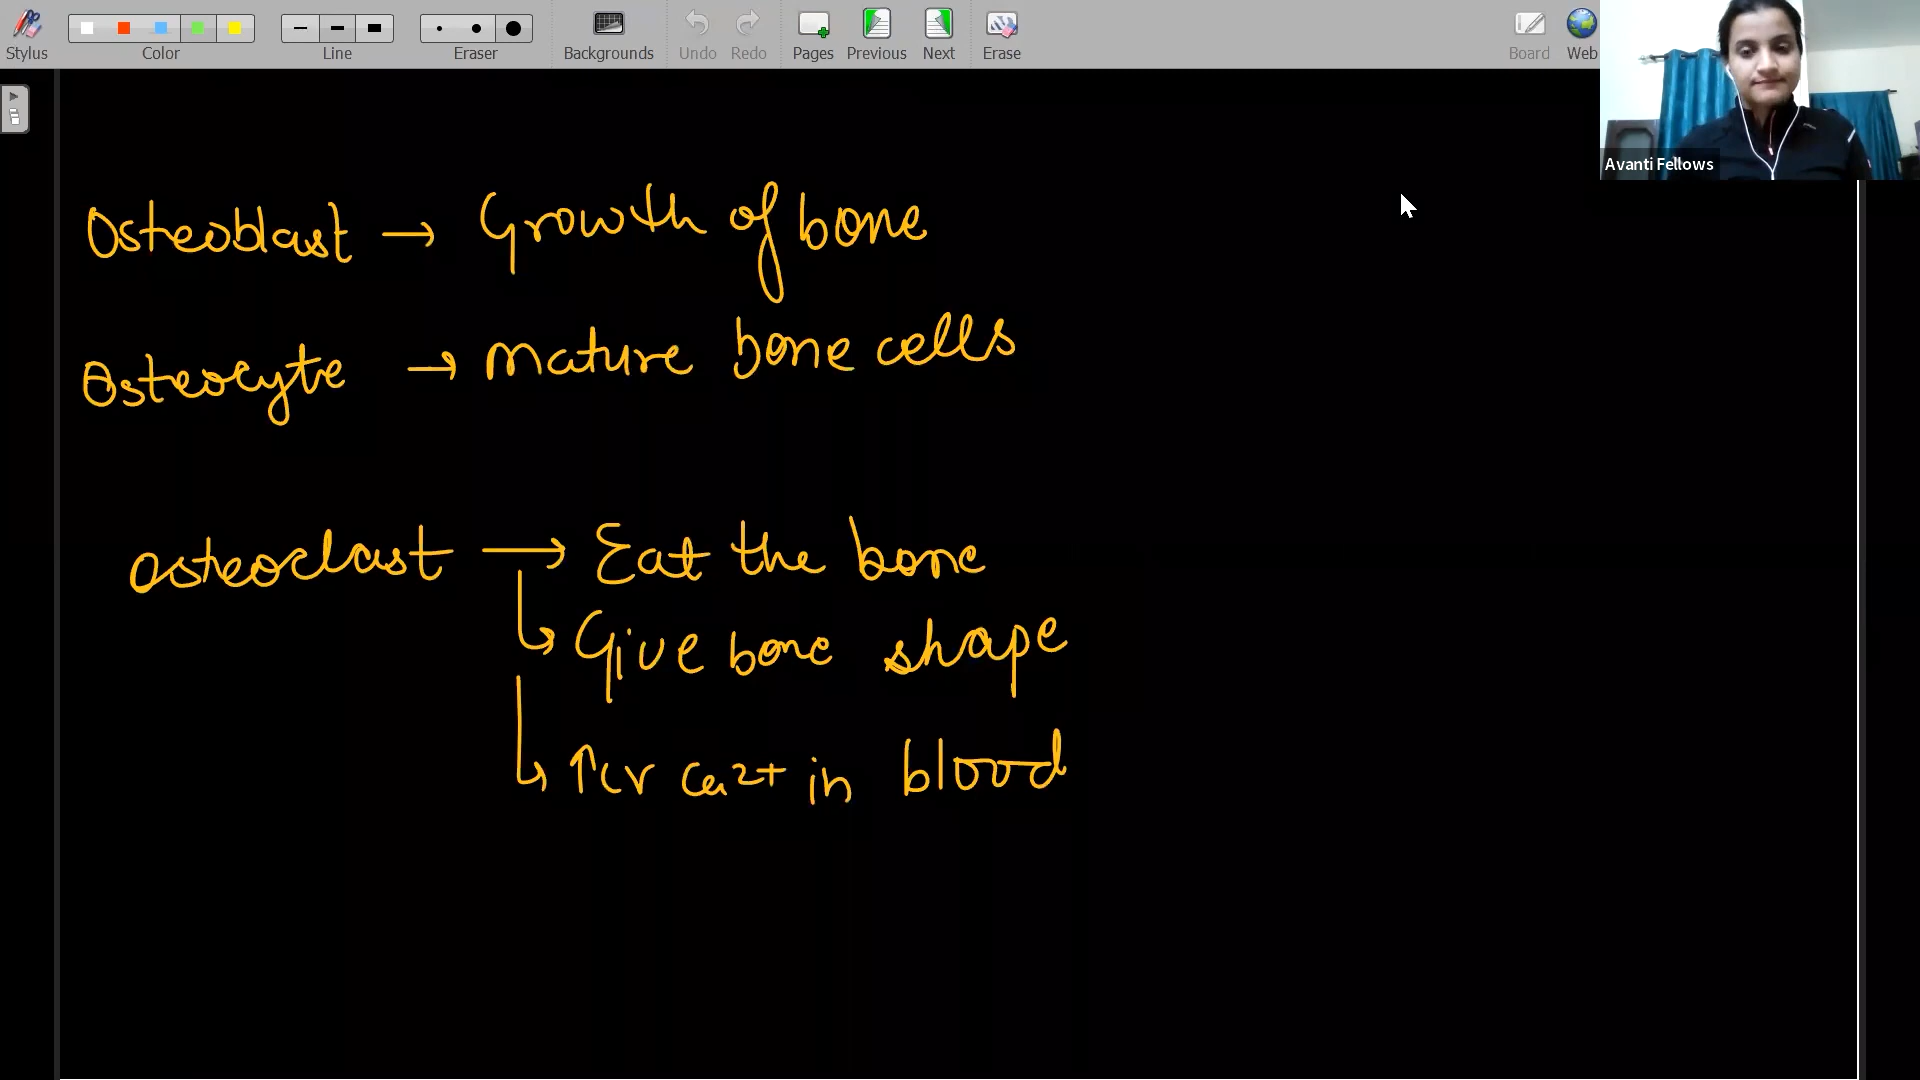 Stylus Color Line Eraser Backgrounds Undo Redo Pages Previous Next Erase Board Web
Avanti Fellows
Osteoblast → Growth of bone
Osteocyte → Mature bone cells
Osteoclast → Eat the bone
↳ Give bone shape
↳ ↑cr Ca2+ in blood